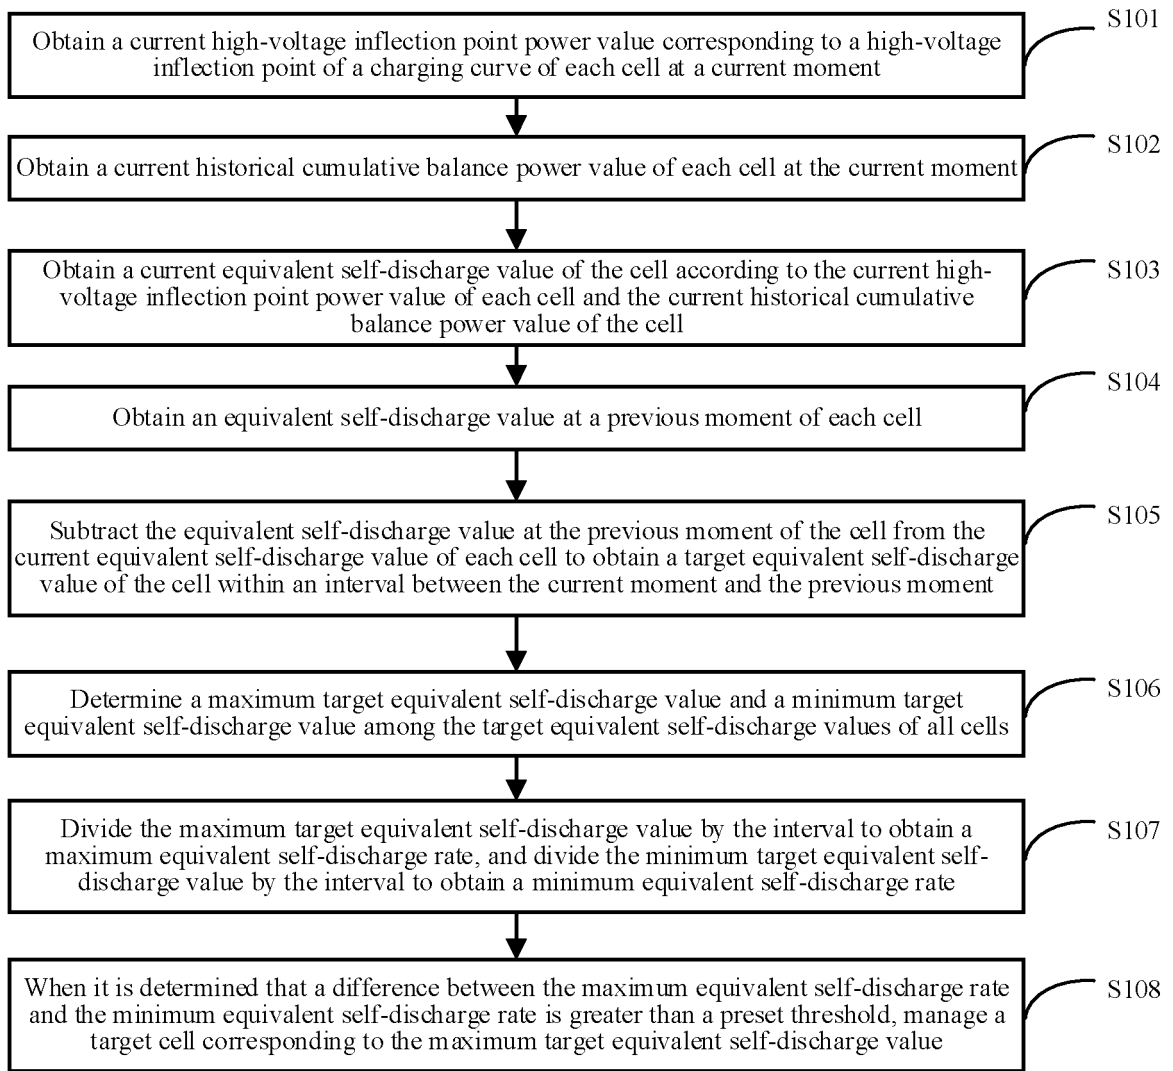 Obtain a current high-voltage inflection point power value corresponding to a high-voltage
inflection point of a charging curve of each cell at a current moment
S101
Obtain a current historical cumulative balance power value of each cell at the current moment
S102
Obtain a current equivalent self-discharge value of the cell according to the current high-
voltage inflection point power value of each cell and the current historical cumulative
balance power value of the cell
S103
Obtain an equivalent self-discharge value at a previous moment of each cell
S104
Subtract the equivalent self-discharge value at the previous moment of the cell from the
current equivalent self-discharge value of each cell to obtain a target equivalent self-discharge
value of the cell within an interval between the current moment and the previous moment
S105
Determine a maximum target equivalent self-discharge value and a minimum target
equivalent self-discharge value among the target equivalent self-discharge values of all cells
S106
Divide the maximum target equivalent self-discharge value by the interval to obtain a
maximum equivalent self-discharge rate, and divide the minimum target equivalent self-
discharge value by the interval to obtain a minimum equivalent self-discharge rate
S107
When it is determined that a difference between the maximum equivalent self-discharge rate
and the minimum equivalent self-discharge rate is greater than a preset threshold, manage a
target cell corresponding to the maximum target equivalent self-discharge value
S108